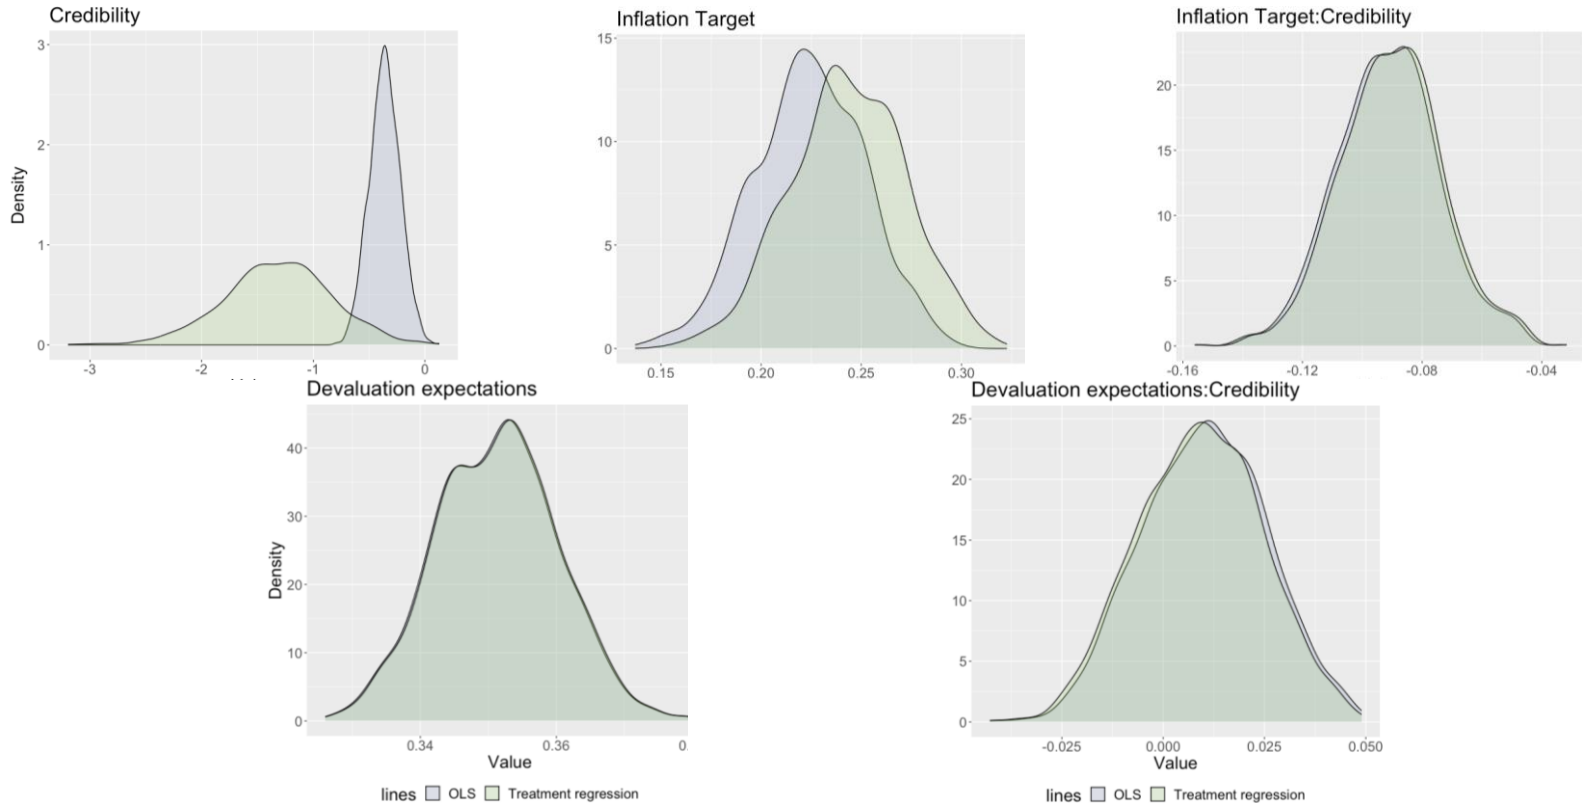 Credibility
Inflation Target
Inflation Target:Credibility
3
2
1
0
Density
-3 -2 -1 0
15
10
5
0
0.15 0.20 0.25 0.30
20
15
10
5
0
-0.16 -0.12 -0.08 -0.04
Devaluation expectations
Devaluation expectations:Credibility
40
30
20
10
0
Density
0.34 0.36 0.
Value
lines OLS Treatment regression
25
20
15
10
5
0
-0.025 0.000 0.025 0.050
Value
lines OLS Treatment regression